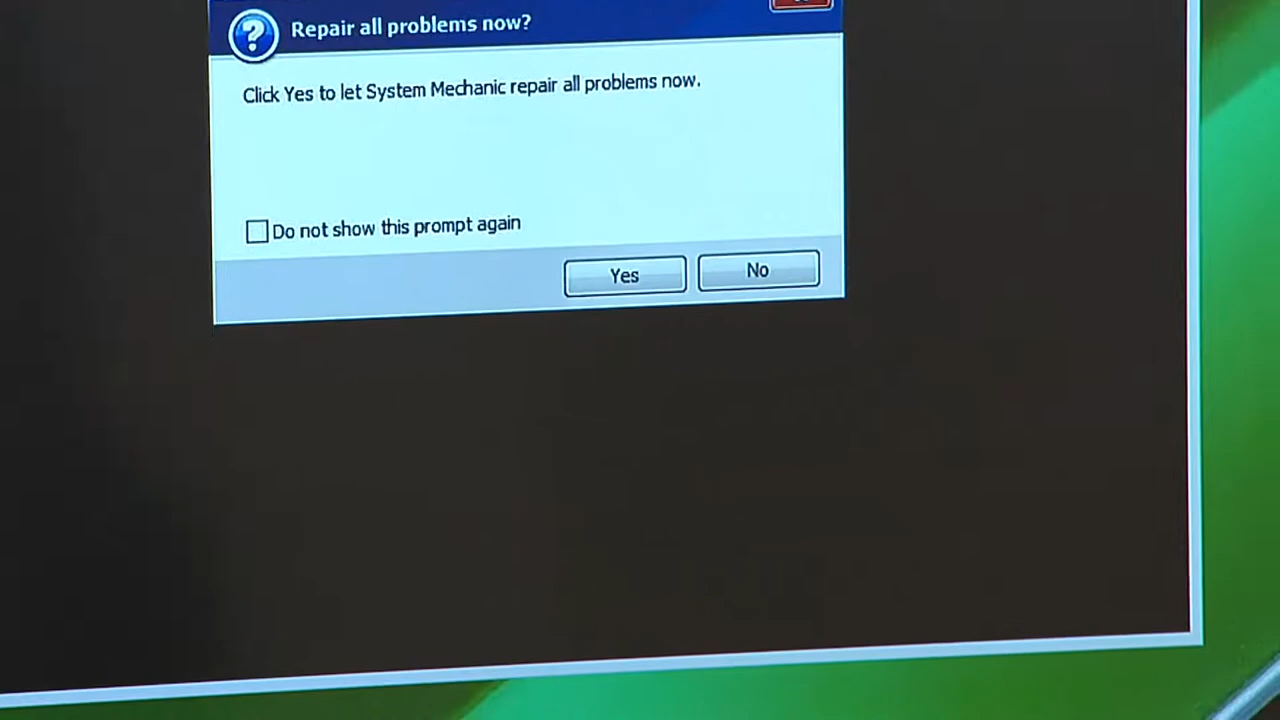 Repair all problems now?
Click Yes to let System Mechanic repair all problems now.
Do not show this prompt again
Yes No